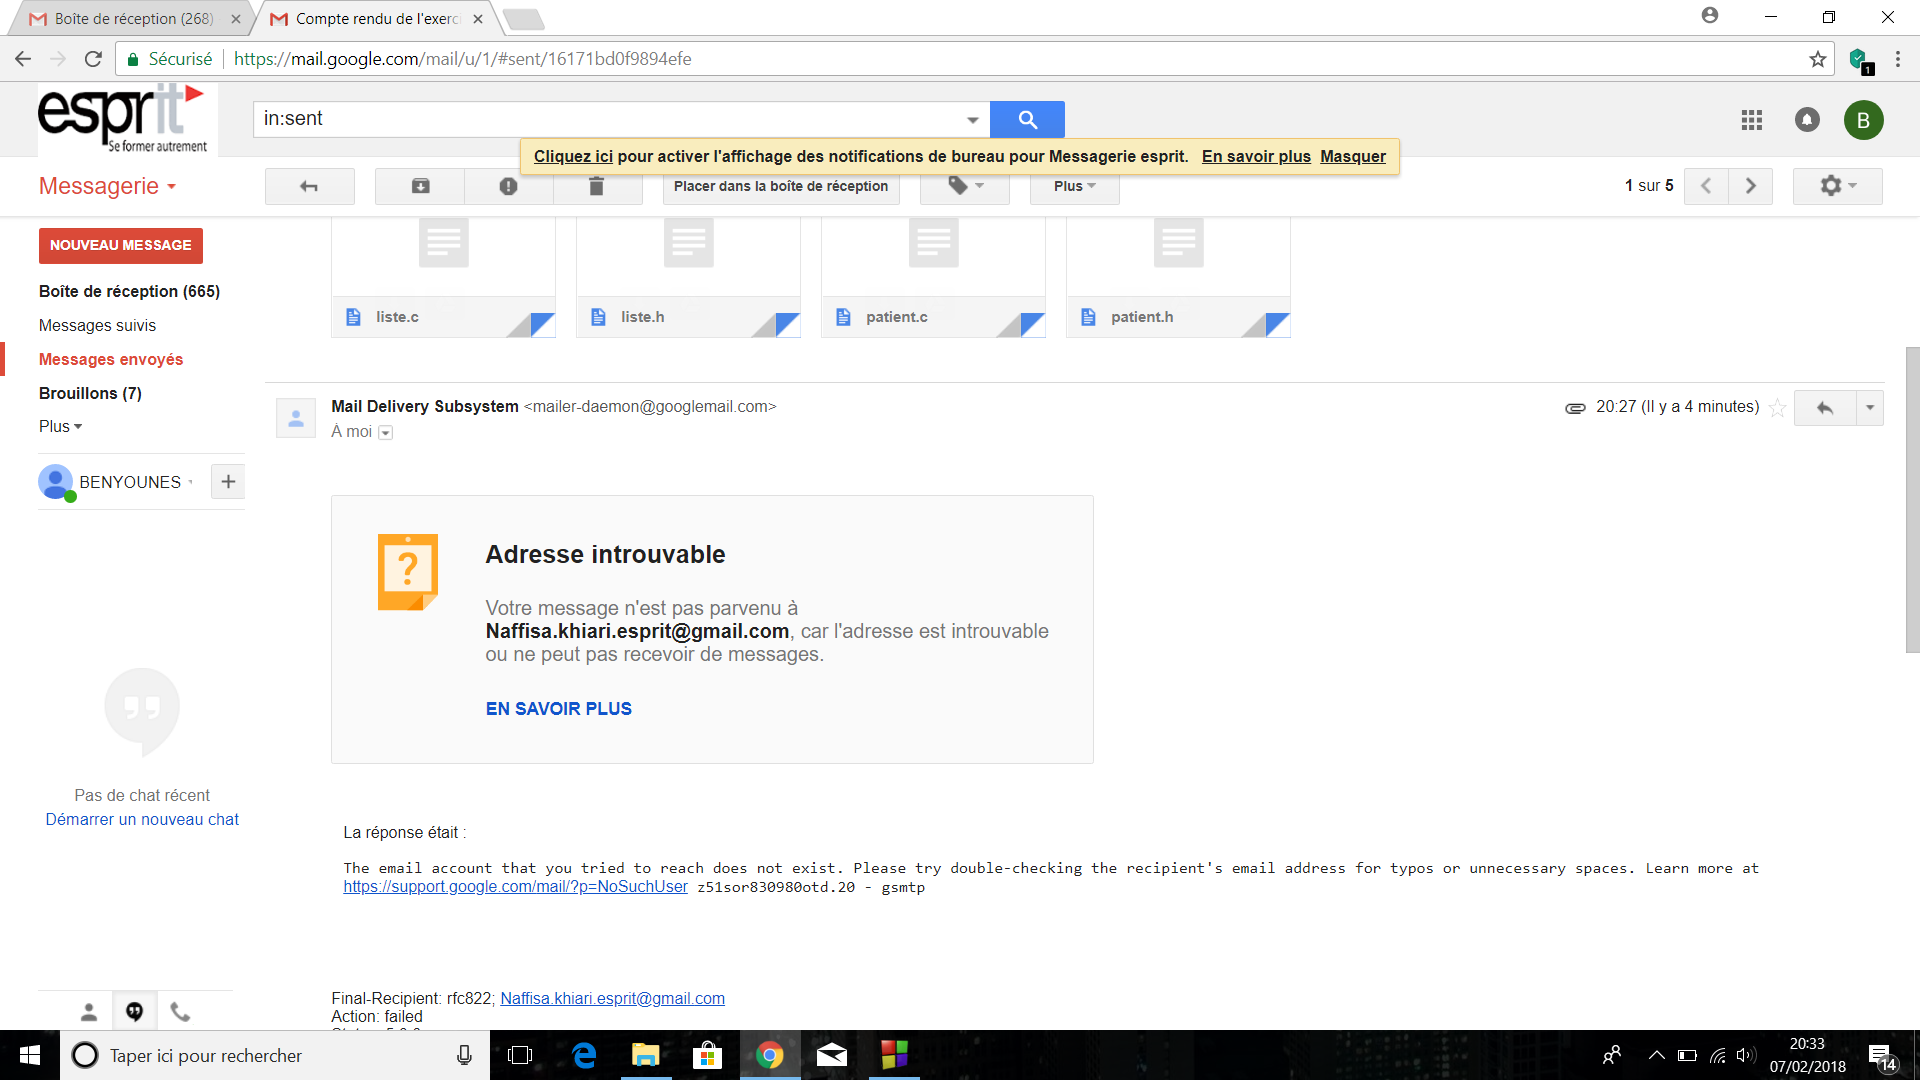 Boîte de réception (268)
Compte rendu de l'exerc
Sécurisé
https://mail.google.com/mail/u/1/#sent/16171bd0f9894efe
1
esprit
Se former autrement
in:sent
B
Cliquez ici pour activer l'affichage des notifications de bureau pour Messagerie esprit. En savoir plus Masquer
Messagerie
Placer dans la boîte de réception
Plus
1 sur 5
NOUVEAU MESSAGE
Boîte de réception (665)
Messages suivis
Messages envoyés
Brouillons (7)
Plus
BENYOUNES
Pas de chat récent
Démarrer un nouveau chat
liste.c
liste.h
patient.c
patient.h
Mail Delivery Subsystem <mailer-daemon@googlemail.com>
20:27 (Il y a 4 minutes)
À moi
Adresse introuvable
Votre message n'est pas parvenu à
Naffisa.khiari.esprit@gmail.com, car l'adresse est introuvable
ou ne peut pas recevoir de messages.
EN SAVOIR PLUS
La réponse était :
The email account that you tried to reach does not exist. Please try double-checking the recipient's email address for typos or unnecessary spaces. Learn more at
https://support.google.com/mail/?p=NoSuchUser z51sor830980otd.20 - gsmtp
Final-Recipient: rfc822; Naffisa.khiari.esprit@gmail.com
Action: failed
Taper ici pour rechercher
20:33
07/02/2018
14